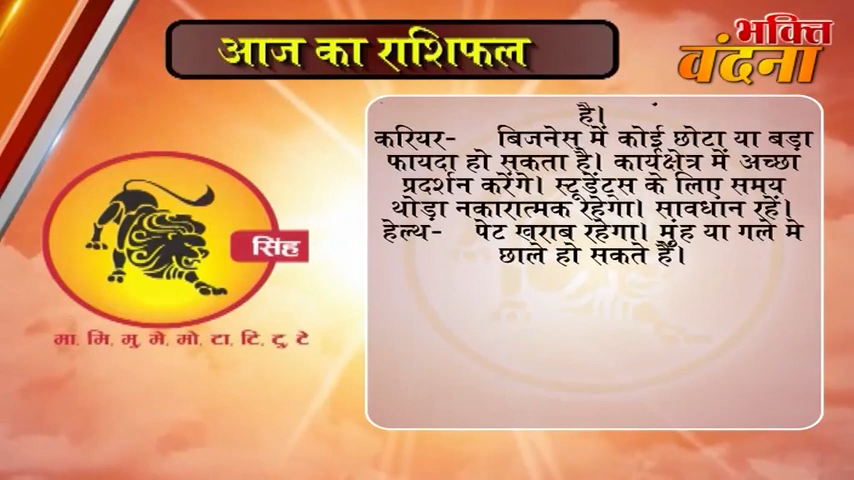 आज का राशिफल
भक्ति
वंदना
है।
करियर- बिजनेस में कोई छोटा या बड़ा
फायदा हो सकता है। कार्यक्षेत्र में अच्छा
प्रदर्शन करेंगे। स्टूडेंट्स के लिए समय
थोड़ा नकारात्मक रहेगा। सावधान रहें।
हेल्थ- पेट खराब रहेगा। मुंह या गले मे
छाले हो सकते हैं।
सिंह
मा, मि, मु, मे, मो, टा, टि, टु, टे